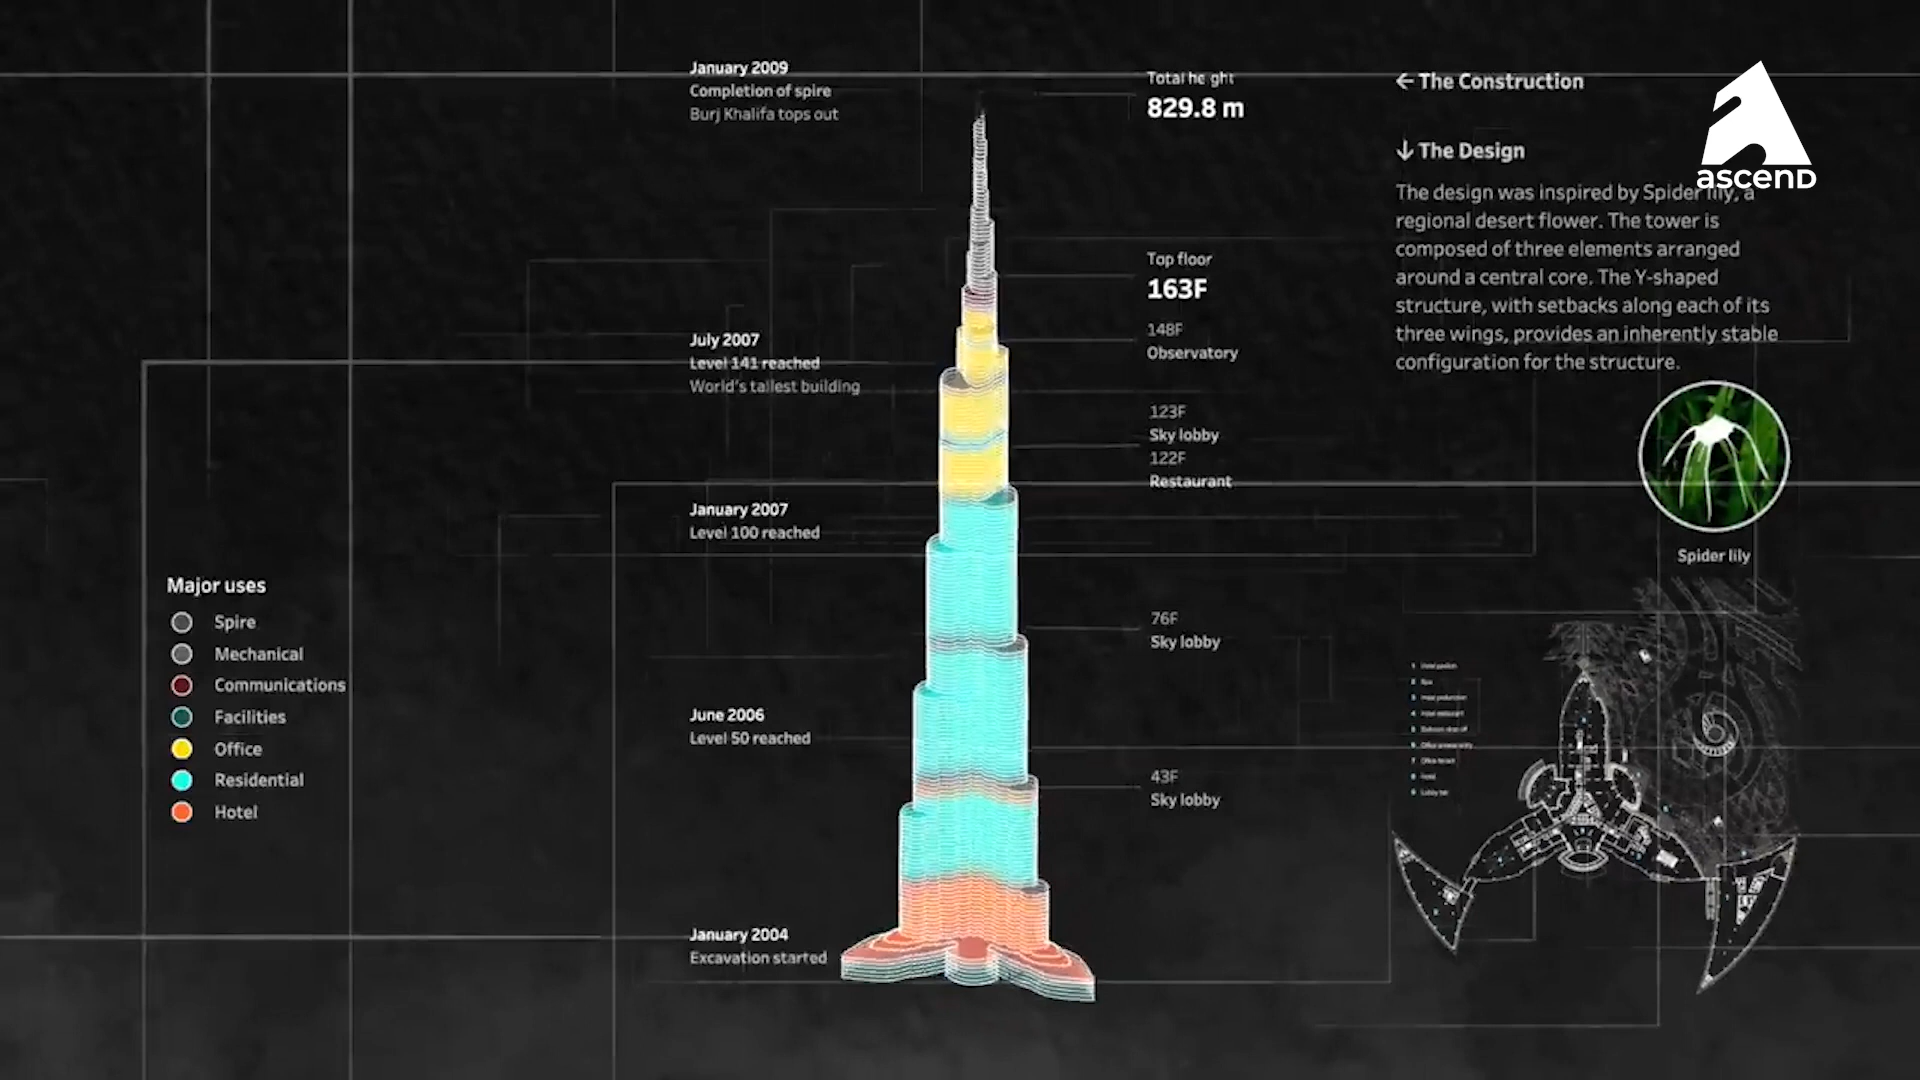 January 2009
Completion of spire
Burj Khalifa tops out
July 2007
Level 141 reached
World's tallest building
January 2007
Level 100 reached
June 2006
Level 50 reached
January 2004
Excavation started
Major uses
Spire
Mechanical
Communications
Facilities
Office
Residential
Hotel
Total height
829.8 m
Top floor
163F
148F
Observatory
123F
Sky lobby
122F
Restaurant
76F
Sky lobby
43F
Sky lobby
← The Construction
↓ The Design
The design was inspired by Spider lily, a
regional desert flower. The tower is
composed of three elements arranged
around a central core. The Y-shaped
structure, with setbacks along each of its
three wings, provides an inherently stable
configuration for the structure.
ascend
Spider lily